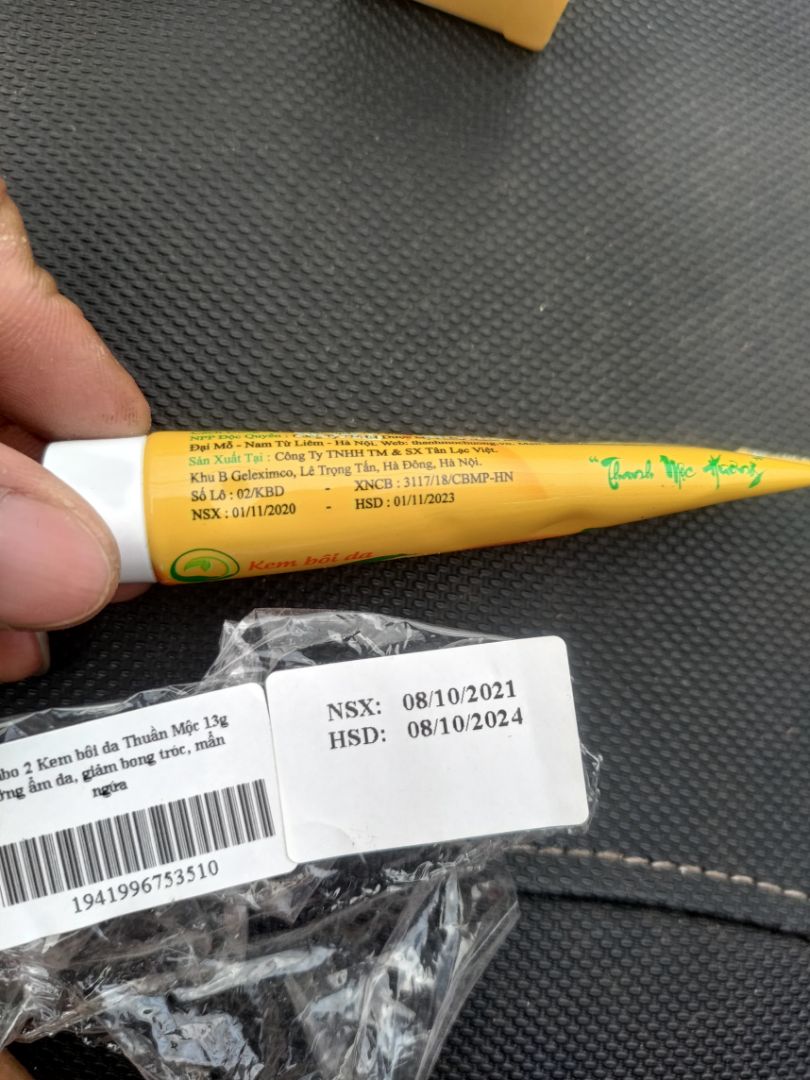 NPP Độc Quyền : Công Ty
Đại Mỗ - Nam Từ Liêm - Hà Nội. Web: thanhmochuong.vn.
Sản Xuất Tại : Công Ty TNHH TM & SX Tân Lạc Việt.
Khu B Geleximco, Lê Trọng Tấn, Hà Đông, Hà Nội.
Số Lô : 02/KBD - XNCB : 3117/18/CBMP-HN
NSX : 01/11/2020 - HSD : 01/11/2023
"Thanh Mộc Hương"
Kem bôi da
NSX: 08/10/2021
HSD: 08/10/2024
2 Kem bôi da Thuần Mộc 13g
ẩm da, giảm bong tróc, mẩn
ngứa
1941996753510